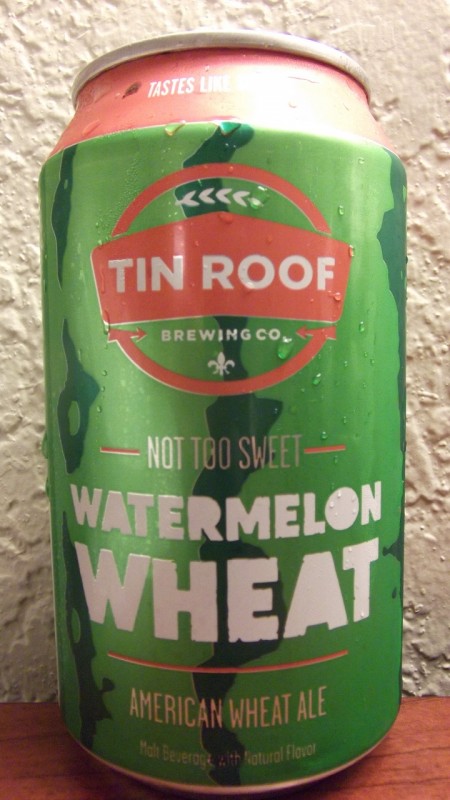 TASTES LIKE
TIN ROOF
BREWING CO.
NOT TOO SWEET
WATERMELON
WHEAT
AMERICAN WHEAT ALE
Malt Beverage with Natural Flavor